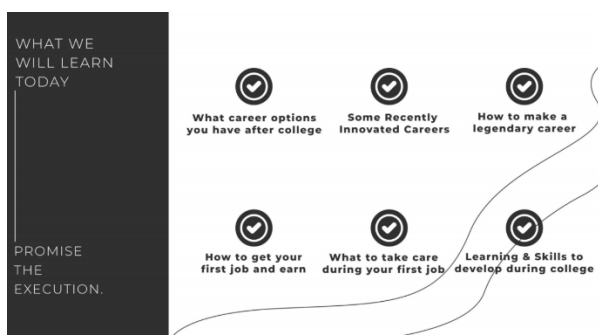 WHAT WE
WILL LEARN
TODAY
PROMISE
THE
EXECUTION.
What career options
you have after college
Some Recently
Innovated Careers
How to make a
legendary career
How to get your
first job and earn
What to take care
during your first job
Learning & Skills to
develop during college